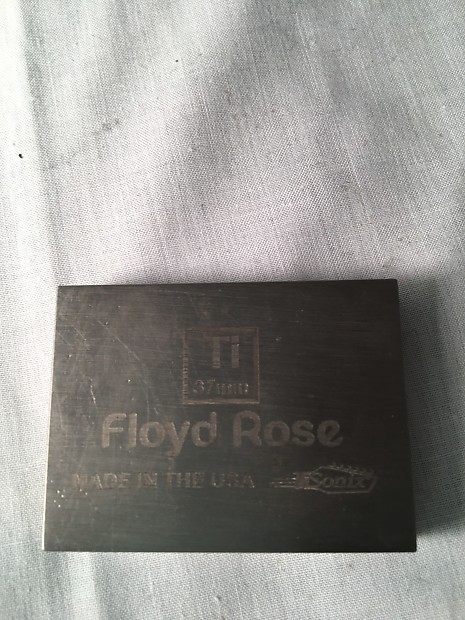 Ti
37mm
Floyd Rose
MADE IN THE USA